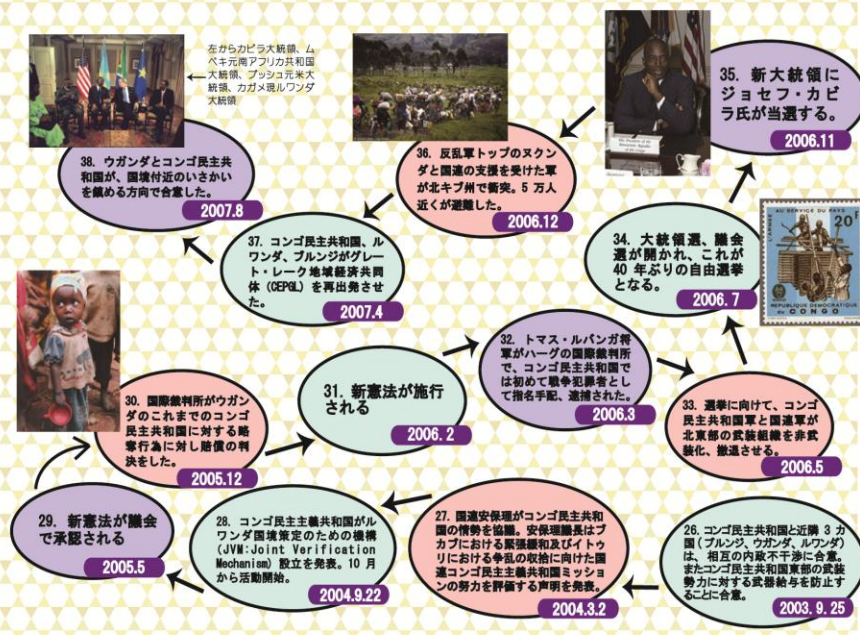 左からカビラ大統領、ム
ベキ元南アフリカ共和国
大統領、ブッシュ元米大
統領、カガメ現ルワンダ
大統領
35. 新大統領に
ジョセフ・カビ
ラ氏が当選する。
2006.11
36. 反乱軍トップのヌクン
ダと国連の支援を受けた軍
が北キブ州で衝突。5 万人
近くが避難した。
2006.12
38. ウガンダとコンゴ民主共
和国が、国境付近のいさかい
を鎮める方向で合意した。
2007.8
37. コンゴ民主共和国、ル
ワンダ、ブルンジがグレー
ト・レーク地域経済共同
体 (CEPGL) を再出発させ
た。
2007.4
34. 大統領選、議会
選が開かれ、これが
40 年ぶりの自由選挙
となる。
2006.7
AU SERVICE DU PAYS
L'ARMEE
20
REPUBLIQUE DEMOCRATIQUE
du CONGO
30. 国際裁判所がウガン
ダのこれまでのコンゴ
民主共和国に対する略
奪行為に対し賠償の判
決をした。
2005.12
31. 新憲法が施行
される
2006.2
32. トマス・ルバンガ将
軍がハーグの国際裁判所
で、コンゴ民主共和国で
は初めて戦争犯罪者とし
て指名手配、逮捕された。
2006.3
33. 選挙に向けて、コンゴ
民主共和国軍と国連軍が
北東部の武装組織を非武
装化、撤退させる。
2006.5
29. 新憲法が議会
で承認される
2005.5
28. コンゴ民主主義共和国がル
ワンダ国境策定のための機構
(JVM:Joint Verification
Mechanism) 設立を発表。10 月
から活動開始。
2004.9.22
27. 国連安保理がコンゴ民主共和
国の情勢を協議。安保理議長はブ
カブにおける緊張緩和及びイトゥ
リにおける争乱の収拾に向けた国
連コンゴ民主主義共和国ミッショ
ンの努力を評価する声明を発表。
2004.3.2
26. コンゴ民主共和国と近隣 3 カ
国 (ブルンジ、ウガンダ、ルワンダ)
は、相互の内政不干渉に合意。
またコンゴ民主共和国東部の武装
勢力に対する武器給与を防止す
ることに合意。
2003.9.25